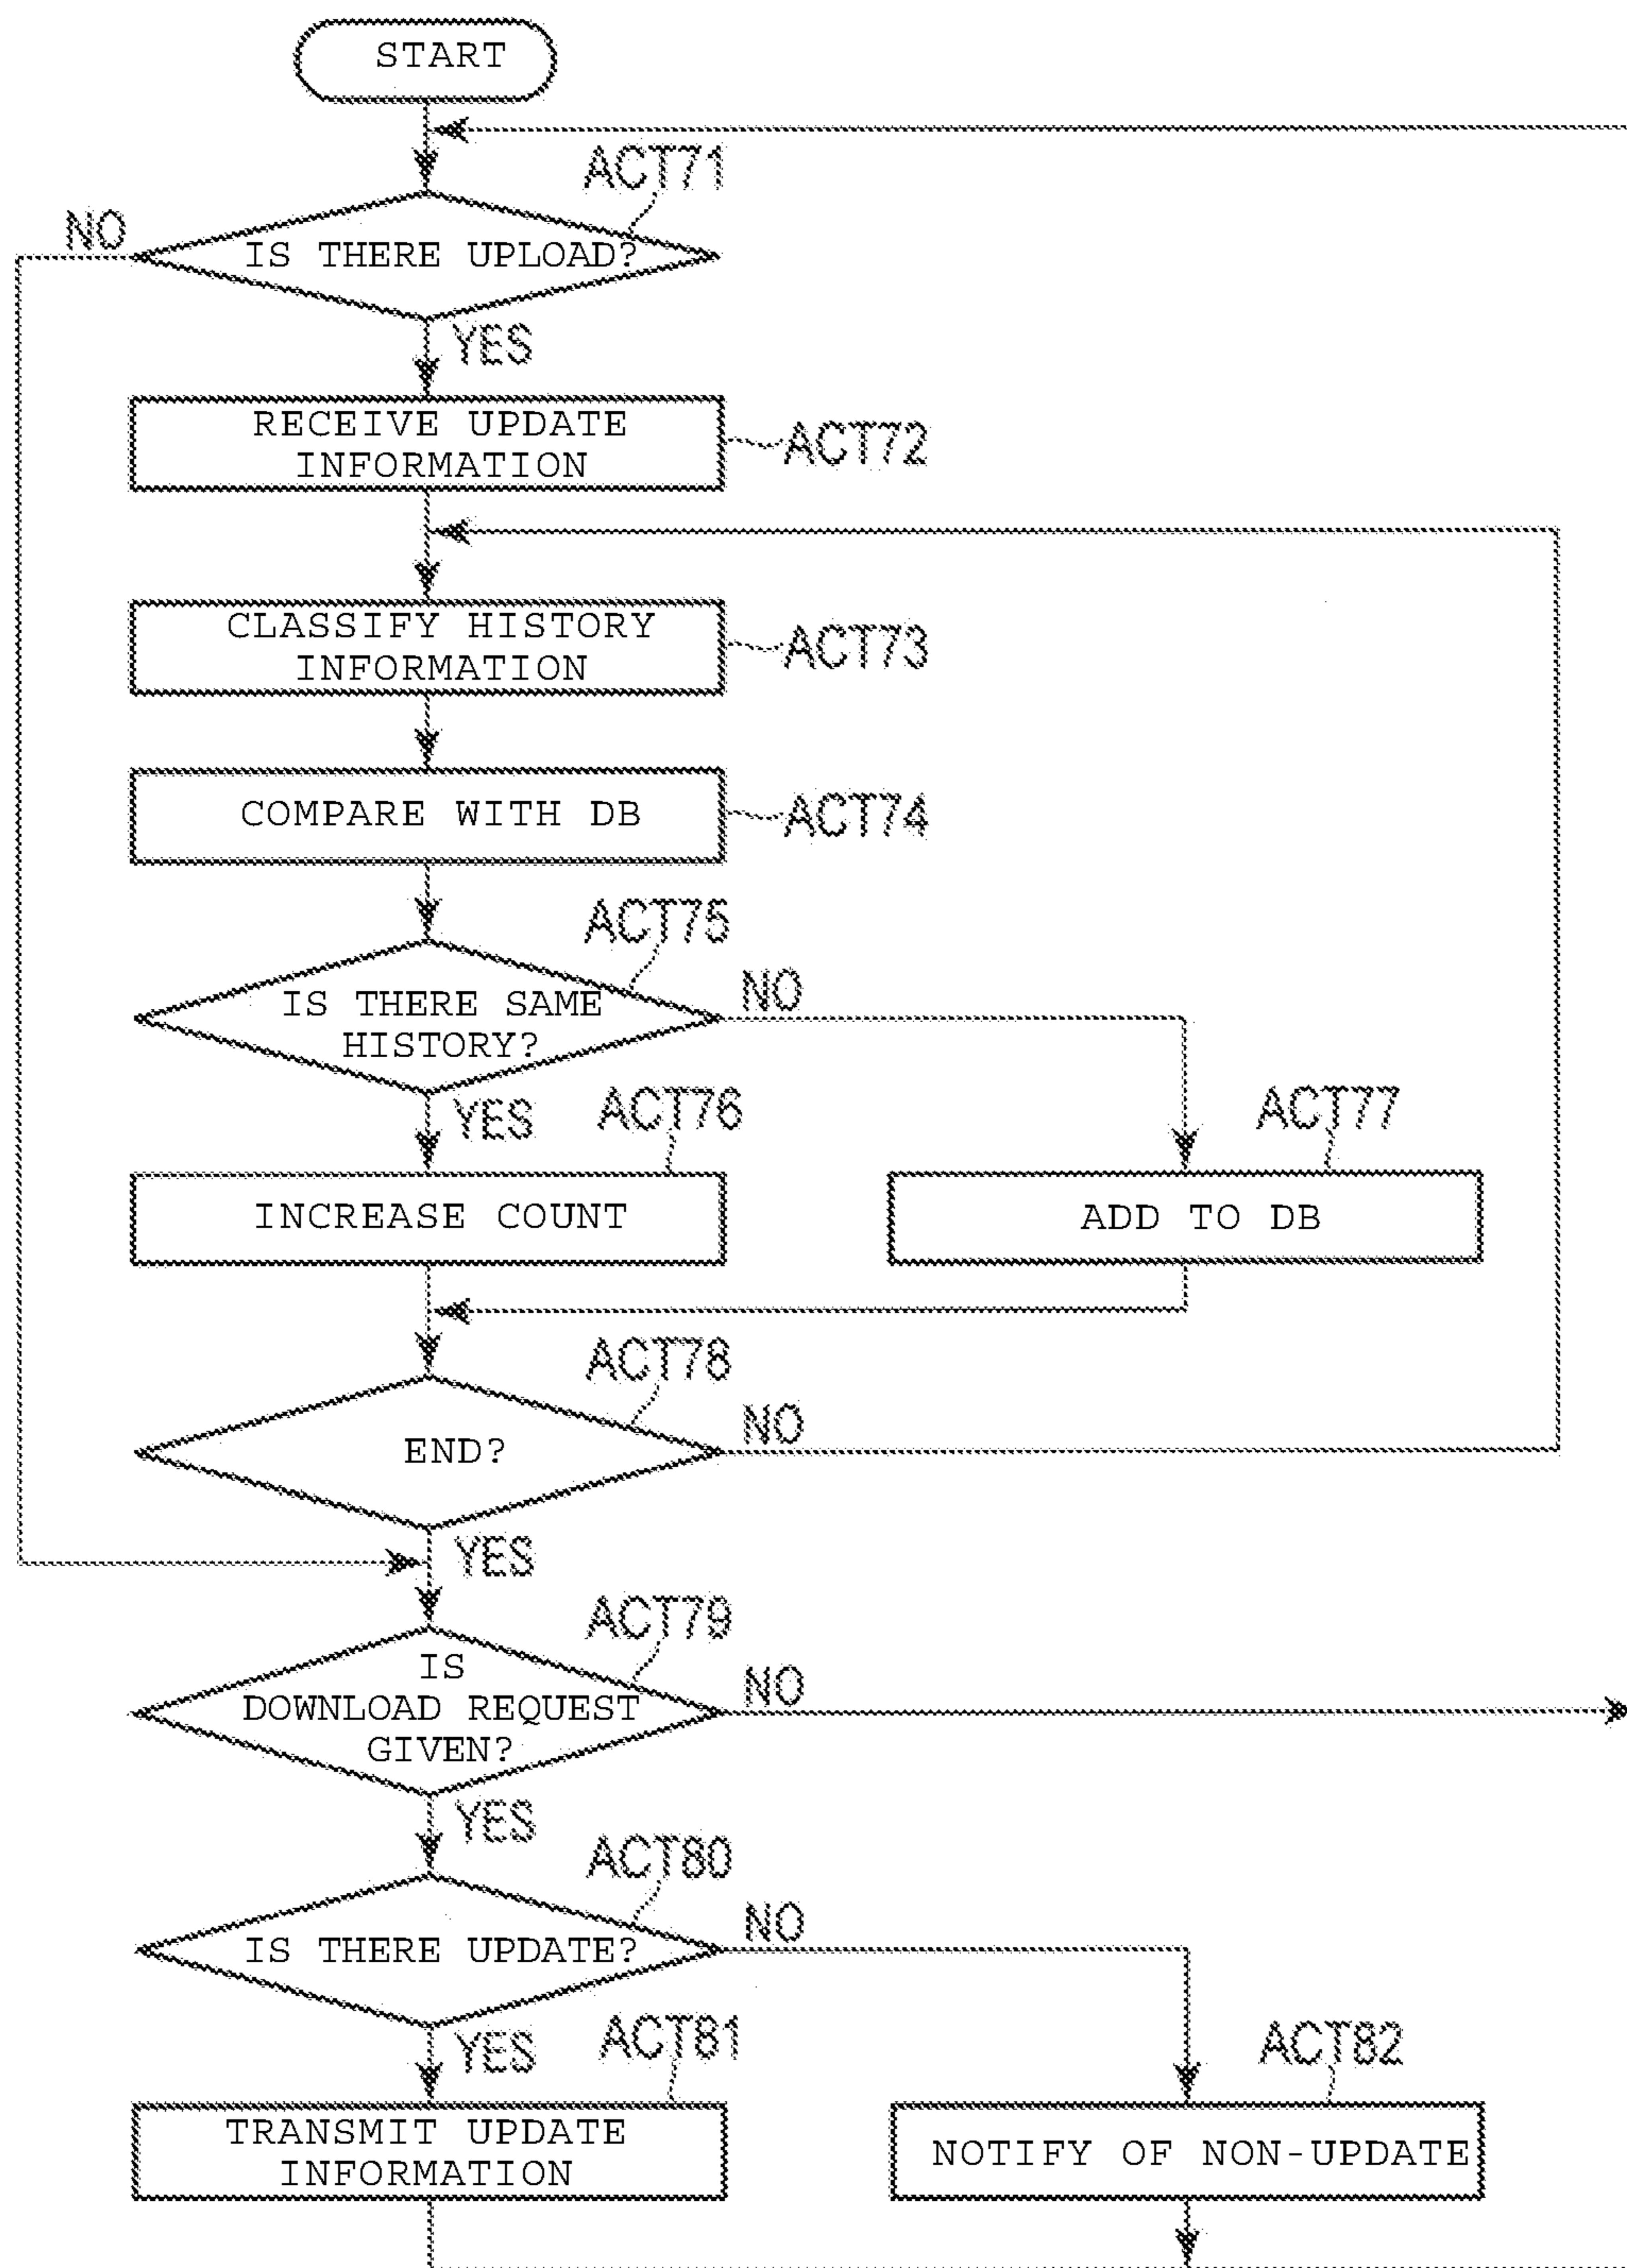 START
ACT71
NO
IS THERE UPLOAD?
YES
RECEIVE UPDATE
INFORMATION
ACT72
CLASSIFY HISTORY
INFORMATION
ACT73
COMPARE WITH DB
ACT74
ACT75
IS THERE SAME
HISTORY?
NO
YES
ACT76
ACT77
INCREASE COUNT
ADD TO DB
ACT78
END?
NO
YES
ACT79
IS
DOWNLOAD REQUEST
GIVEN?
NO
YES
ACT80
IS THERE UPDATE?
NO
YES
ACT81
ACT82
TRANSMIT UPDATE
INFORMATION
NOTIFY OF NON-UPDATE